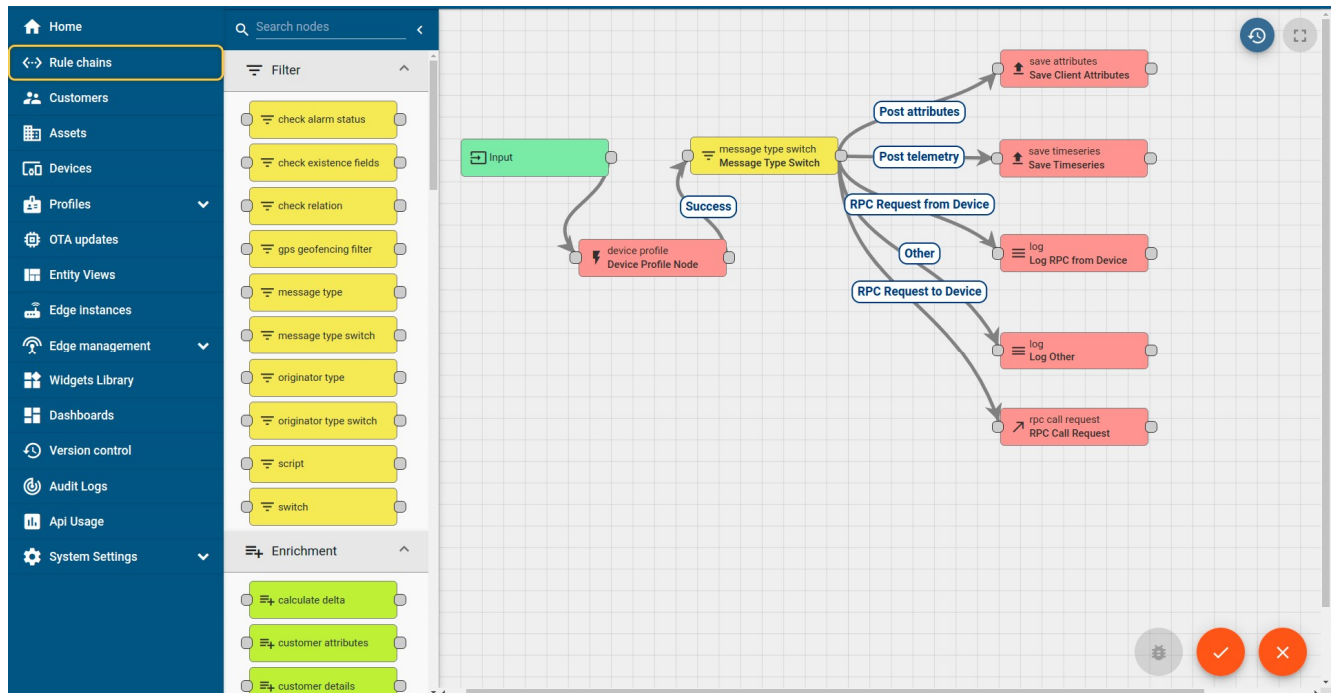 Home
Rule chains
Customers
Assets
Devices
Profiles
OTA updates
Entity Views
Edge instances
Edge management
Widgets Library
Dashboards
Version control
Audit Logs
Api Usage
System Settings
Search nodes
Filter
check alarm status
check existence fields
check relation
gps geofencing filter
message type
message type switch
originator type
originator type switch
script
switch
Enrichment
calculate delta
customer attributes
customer details
Input
device profile
Device Profile Node
Success
message type switch
Message Type Switch
Post attributes
Post telemetry
RPC Request from Device
Other
RPC Request to Device
save attributes
Save Client Attributes
save timeseries
Save Timeseries
log
Log RPC from Device
log
Log Other
rpc call request
RPC Call Request